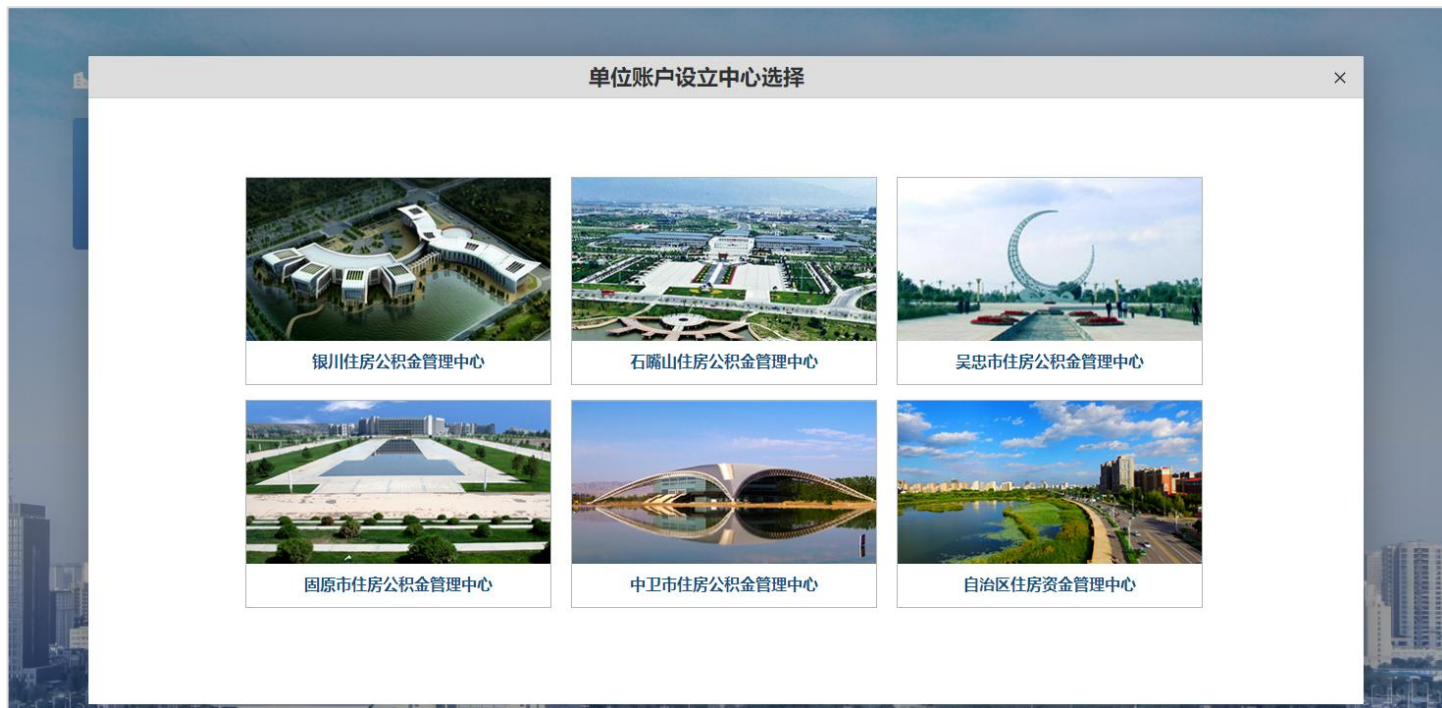 单位账户设立中心选择
×
银川住房公积金管理中心
石嘴山住房公积金管理中心
吴忠市住房公积金管理中心
固原市住房公积金管理中心
中卫市住房公积金管理中心
自治区住房资金管理中心